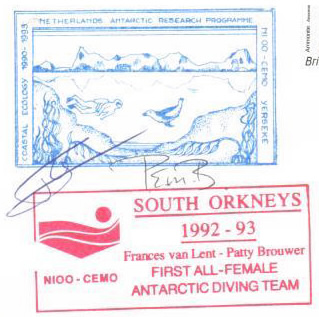 NETHERLANDS ANTARCTIC RESEARCH PROGRAMME
NIOO-CEMO YERSEKE
COASTAL ECOLOGY 1990-1993
Bri
SOUTH ORKNEYS
1992-93
Frances van Lent - Patty Brouwer
FIRST ALL-FEMALE
ANTARCTIC DIVING TEAM
NIOO-CEMO